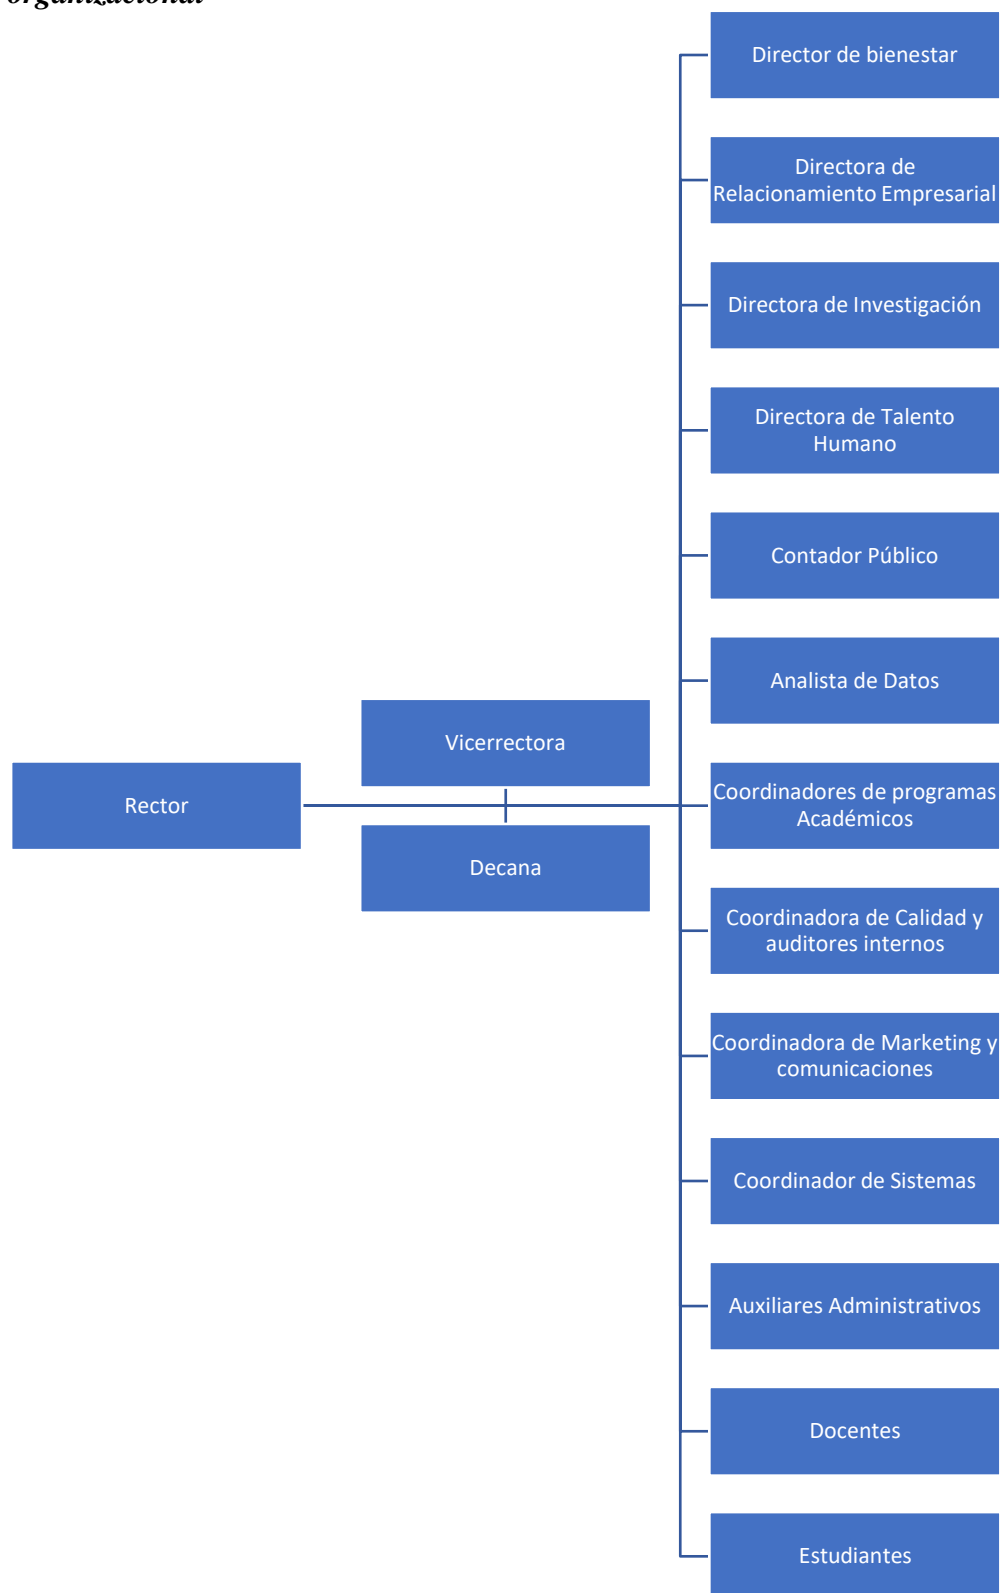 organizacional
Director de bienestar
Directora de
Relacionamiento Empresarial
Directora de Investigación
Directora de Talento
Humano
Contador Público
Analista de Datos
Vicerrectora
Rector
Coordinadores de programas
Académicos
Decana
Coordinadora de Calidad y
auditores internos
Coordinadora de Marketing y
comunicaciones
Coordinador de Sistemas
Auxiliares Administrativos
Docentes
Estudiantes